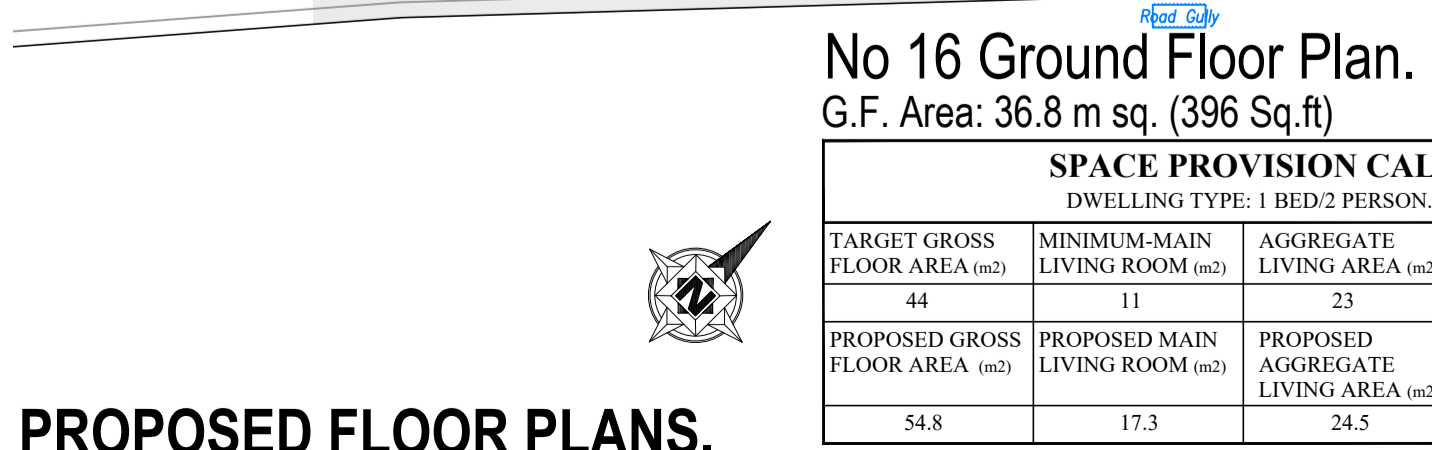 Road Gully
No 16 Ground Floor Plan.
G.F. Area: 36.8 m sq. (396 Sq.ft)
SPACE PROVISION CAL
DWELLING TYPE: 1 BED/2 PERSON.
TARGET GROSS
FLOOR AREA (m2)
MINIMUM-MAIN
LIVING ROOM (m2)
AGGREGATE
LIVING AREA (m2
44
11
23
PROPOSED GROSS
FLOOR AREA (m2)
PROPOSED MAIN
LIVING ROOM (m2)
PROPOSED
AGGREGATE
LIVING AREA (m2
54.8
17.3
24.5
N
PROPOSED FLOOR PLANS.